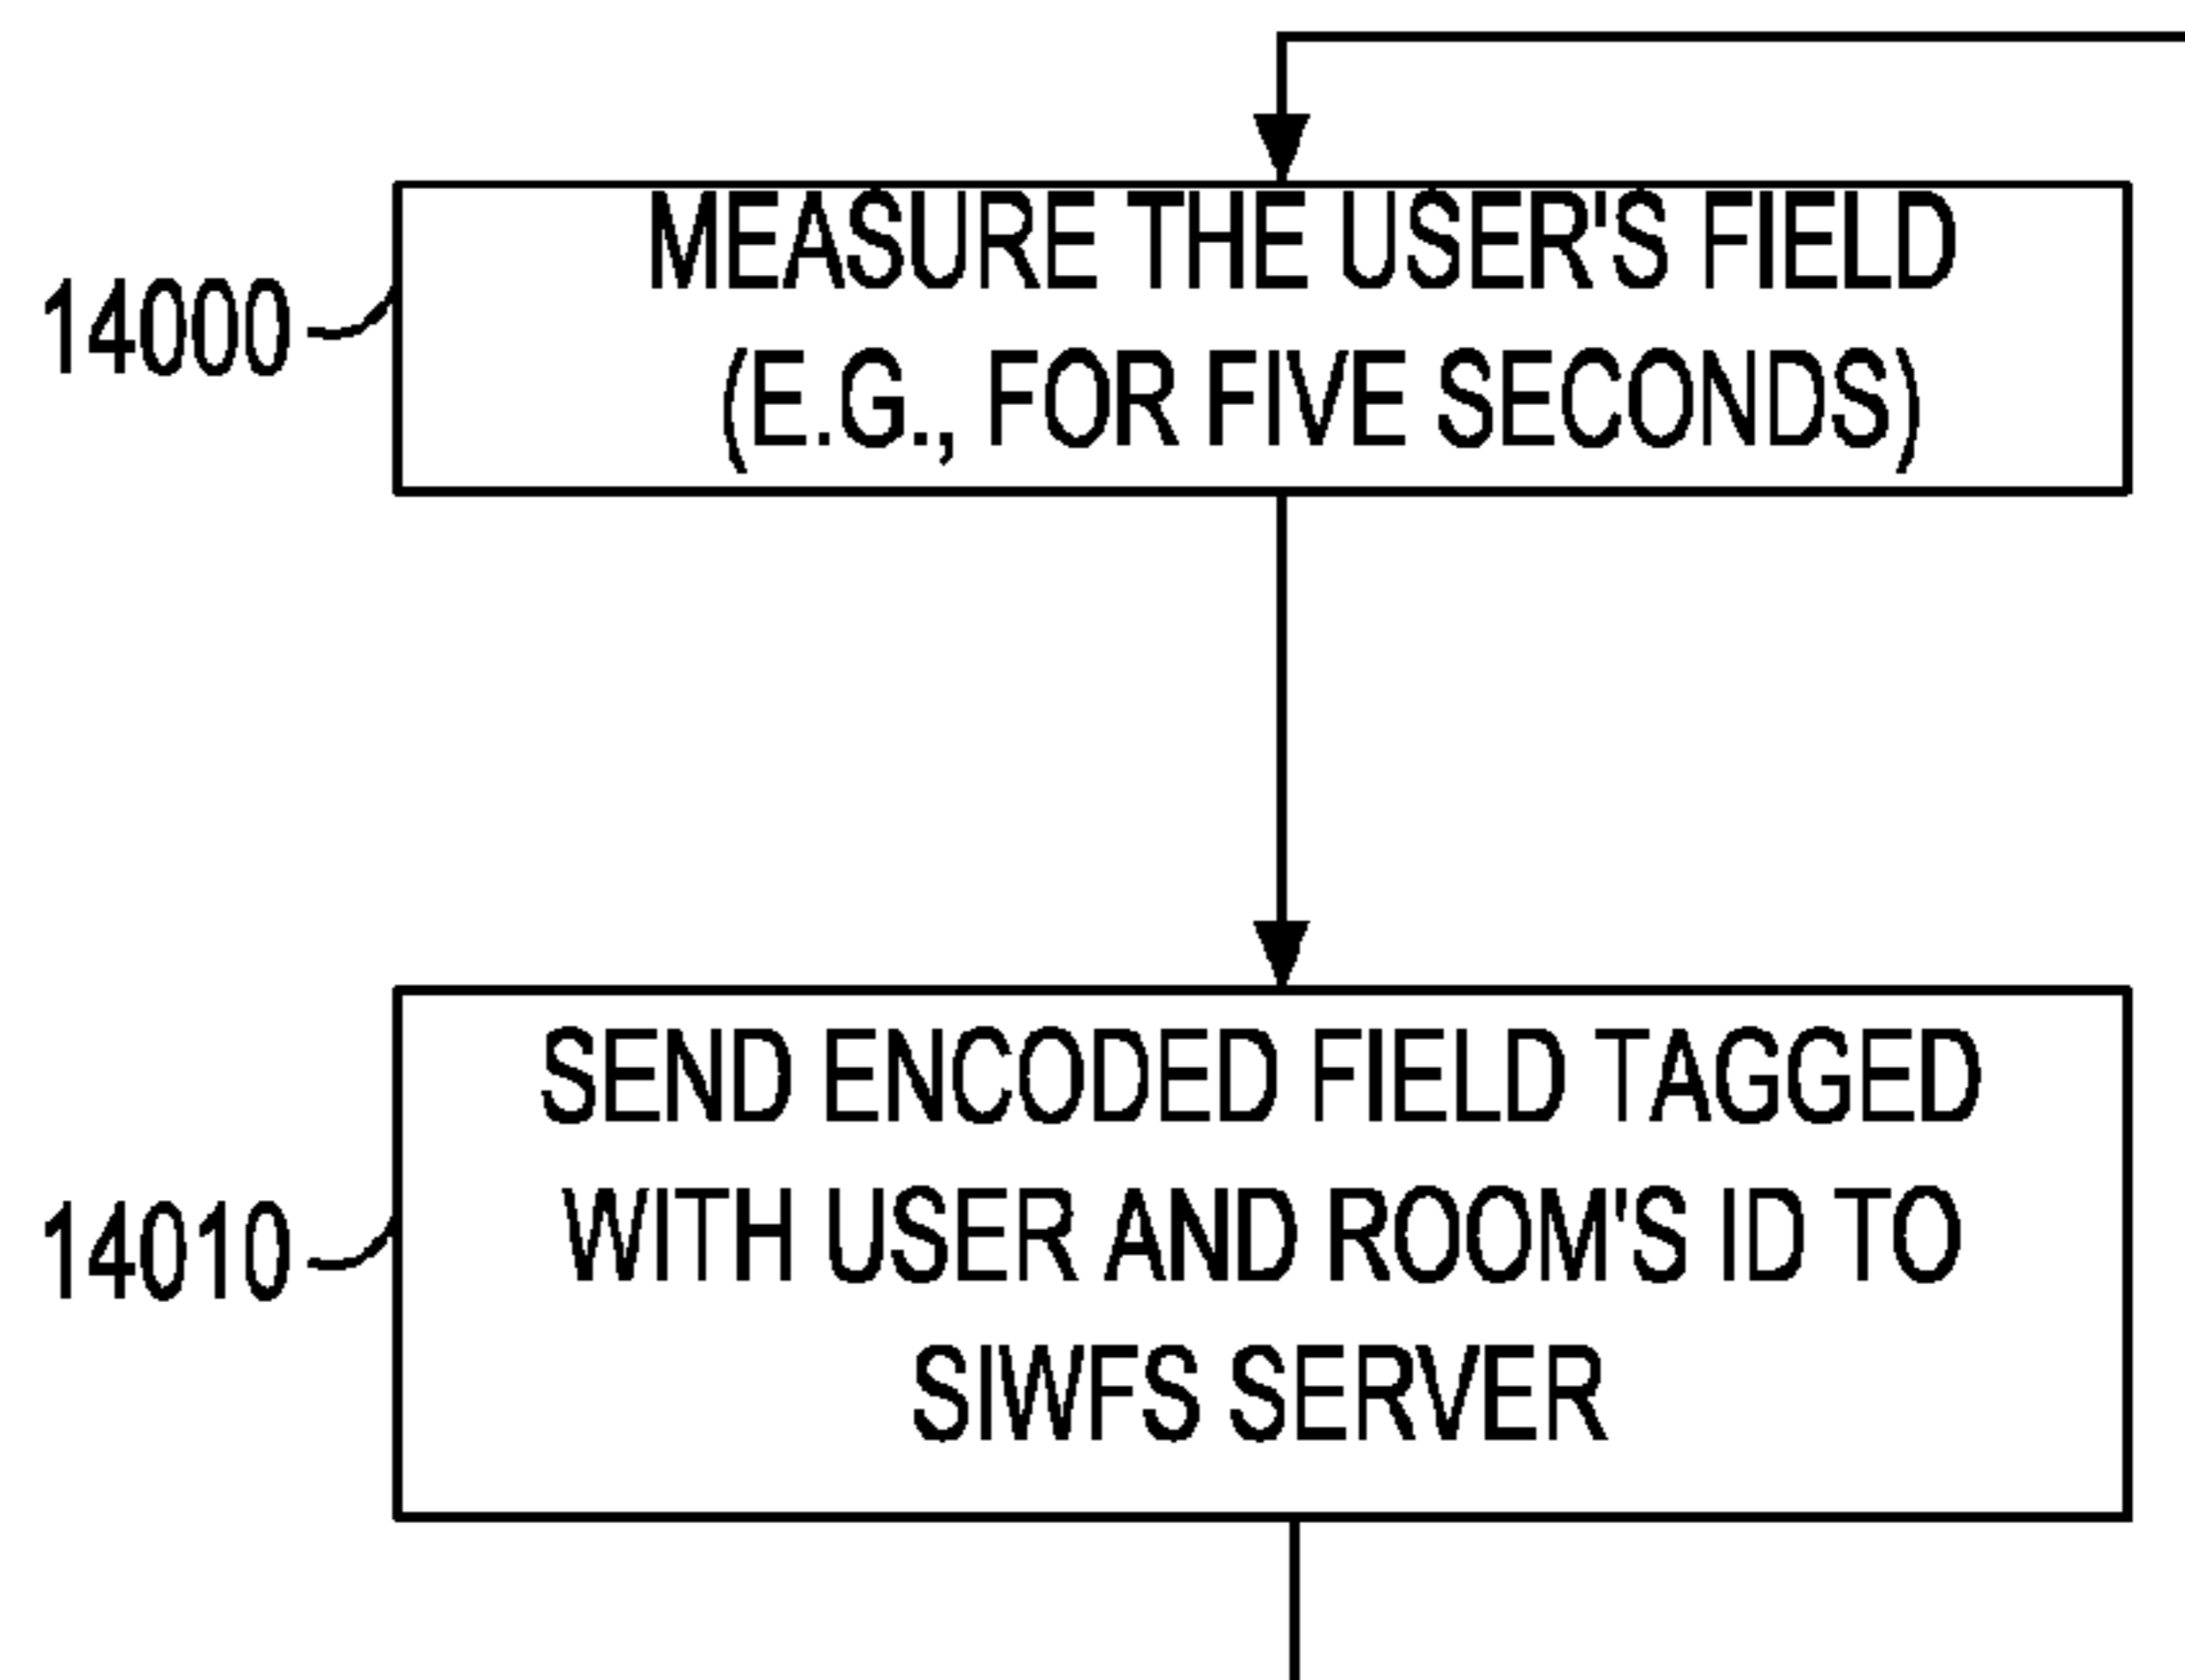 MEASURE THE USER'S FIELD
(E.G., FOR FIVE SECONDS)
14000
SEND ENCODED FIELD TAGGED
WITH USER AND ROOM'S ID TO
SIWFS SERVER
14010